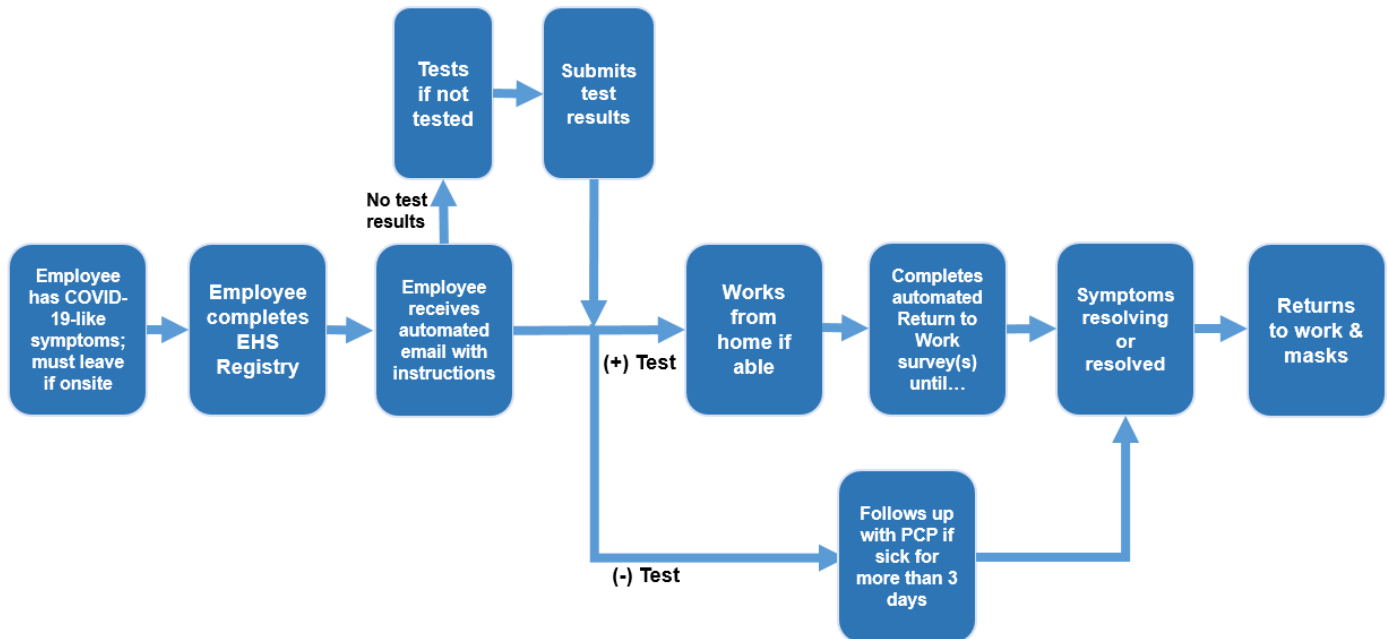 Tests
if not
tested
Submits
test
results
No test
results
Employee
has COVID-
19-like
symptoms;
must leave
if onsite
Employee
completes
EHS
Registry
Employee
receives
automated
email with
instructions
(+) Test
Works
from
home if
able
Completes
automated
Return to
Work
survey(s)
until…
Symptoms
resolving
or
resolved
Returns
to work &
masks
(-) Test
Follows up
with PCP if
sick for
more than 3
days